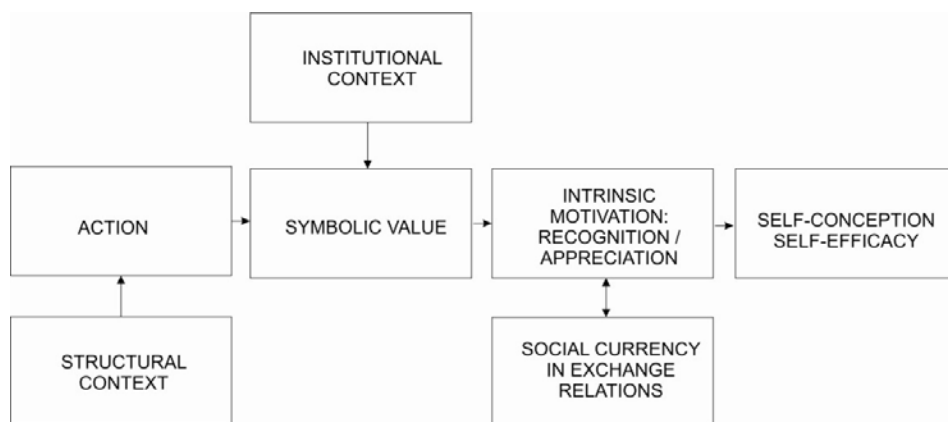 INSTITUTIONAL
CONTEXT
ACTION
SYMBOLIC VALUE
INTRINSIC
MOTIVATION:
RECOGNITION /
APPRECIATION
SELF-CONCEPTION
SELF-EFFICACY
STRUCTURAL
CONTEXT
SOCIAL CURRENCY
IN EXCHANGE
RELATIONS